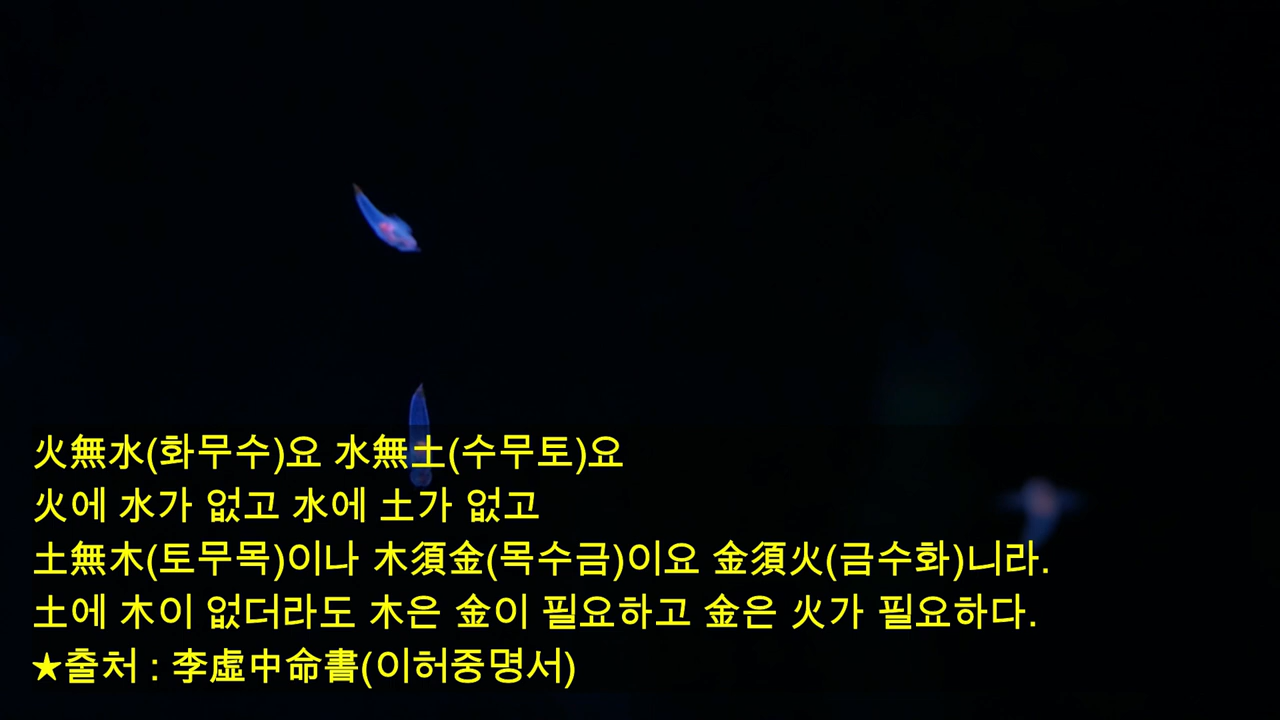 火無水(화무수)요 水無土(수무토)요
火에 水가 없고 水에 土가 없고
土無木(토무목)이나 木須金(목수금)이요 金須火(금수화)니라.
土에 木이 없더라도 木은 金이 필요하고 金은 火가 필요하다.
★출처 : 李虛中命書(이허중명서)